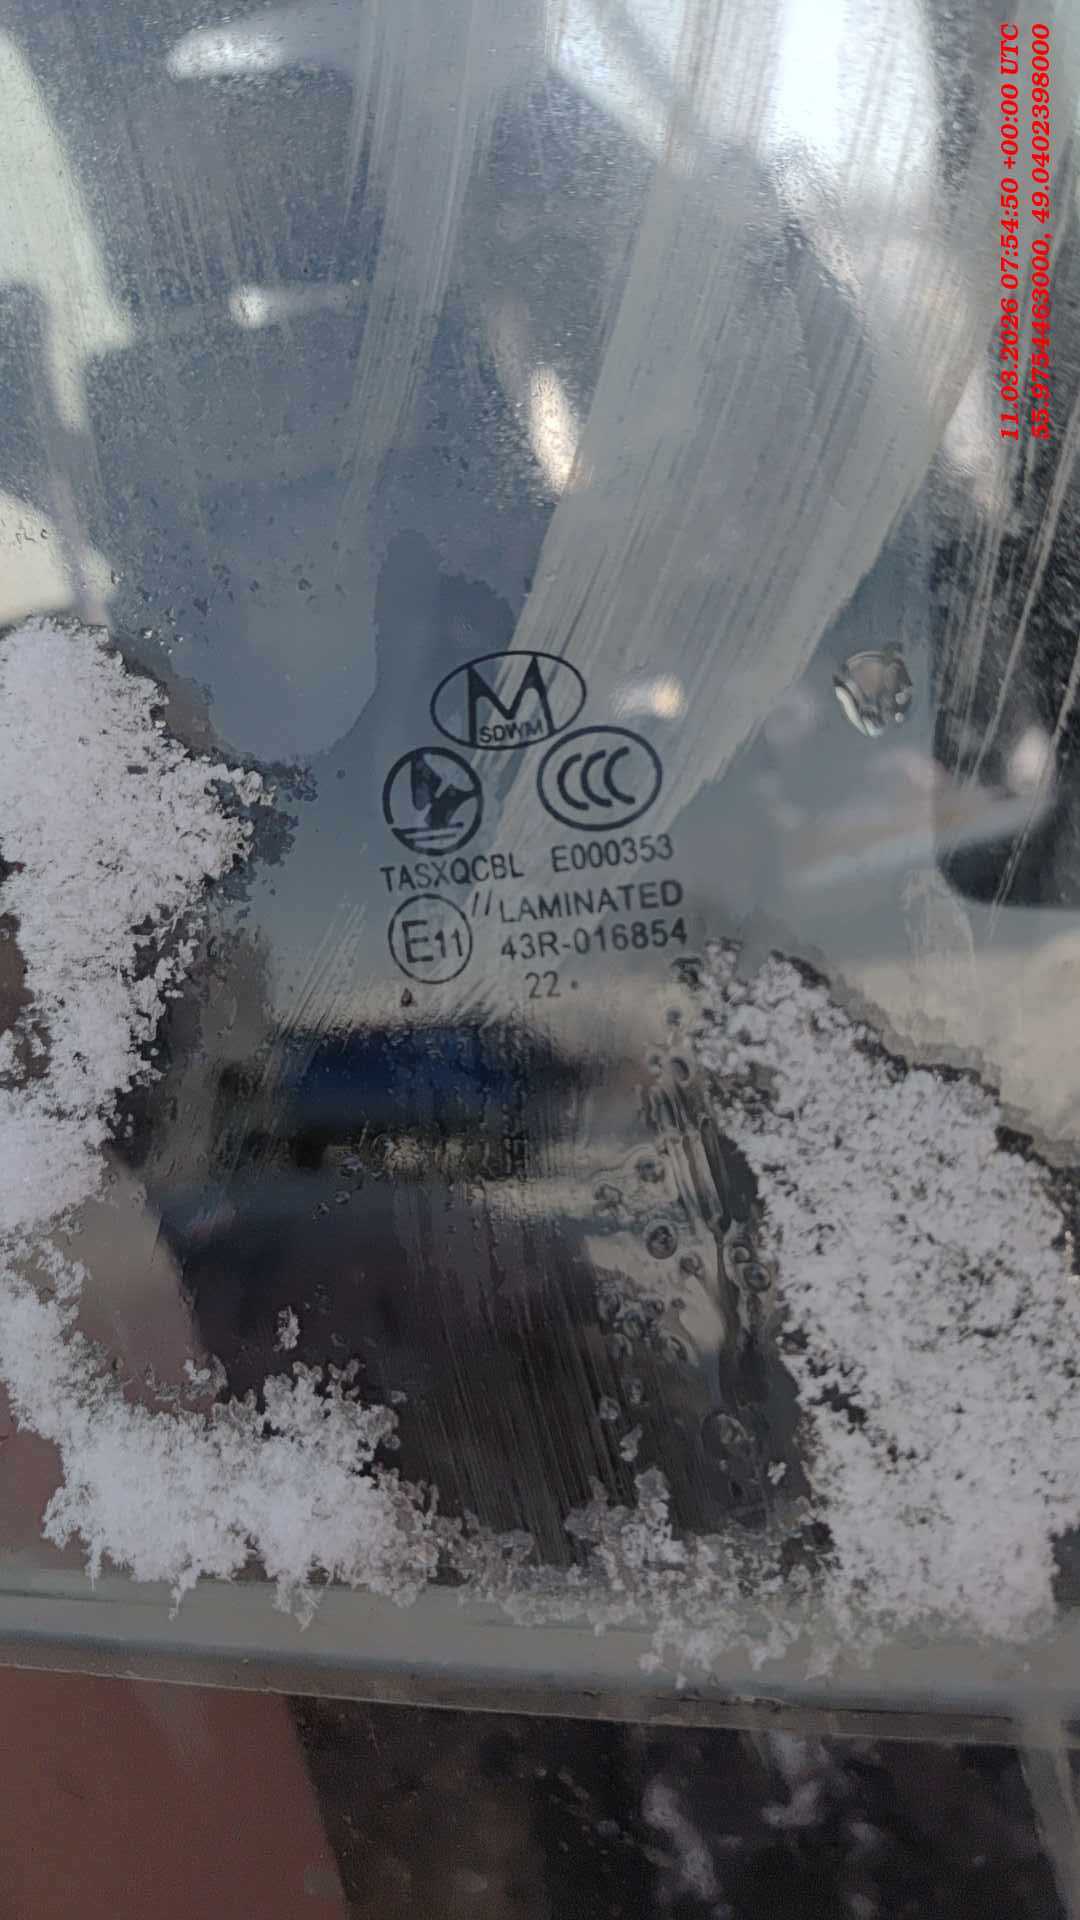 11.03.2026 07:54:50 +00:00 UTC
55.9754463000, 49.0402398000
M
SDWM
CCC
TASXQCBL E000353
E11 // LAMINATED
43R-016854
22 .